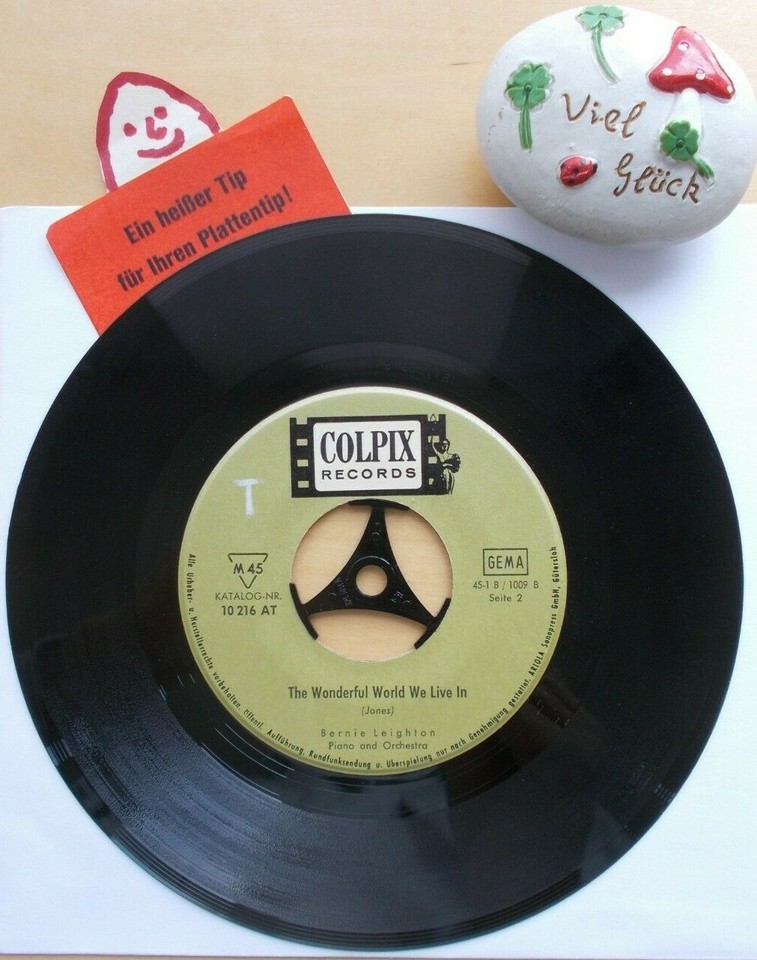 Viel
Glück
Ein heißer Tip
für Ihren Plattentip!
COLPIX
RECORDS
T
M 45
KATALOG-NR.
10 216 AT
GEMA
45-1 B / 1009 B
Seite 2
The Wonderful World We Live In
(Jones)
Bernie Leighton
Piano and Orchestra
Alle Urheber- u. Herstellerrechte vorbehalten. Öffentl. Aufführung, Rundfunksendung u. Überspielung nur nach Genehmigung gestattet. ARIOLA Sonopress GmbH, Gütersloh